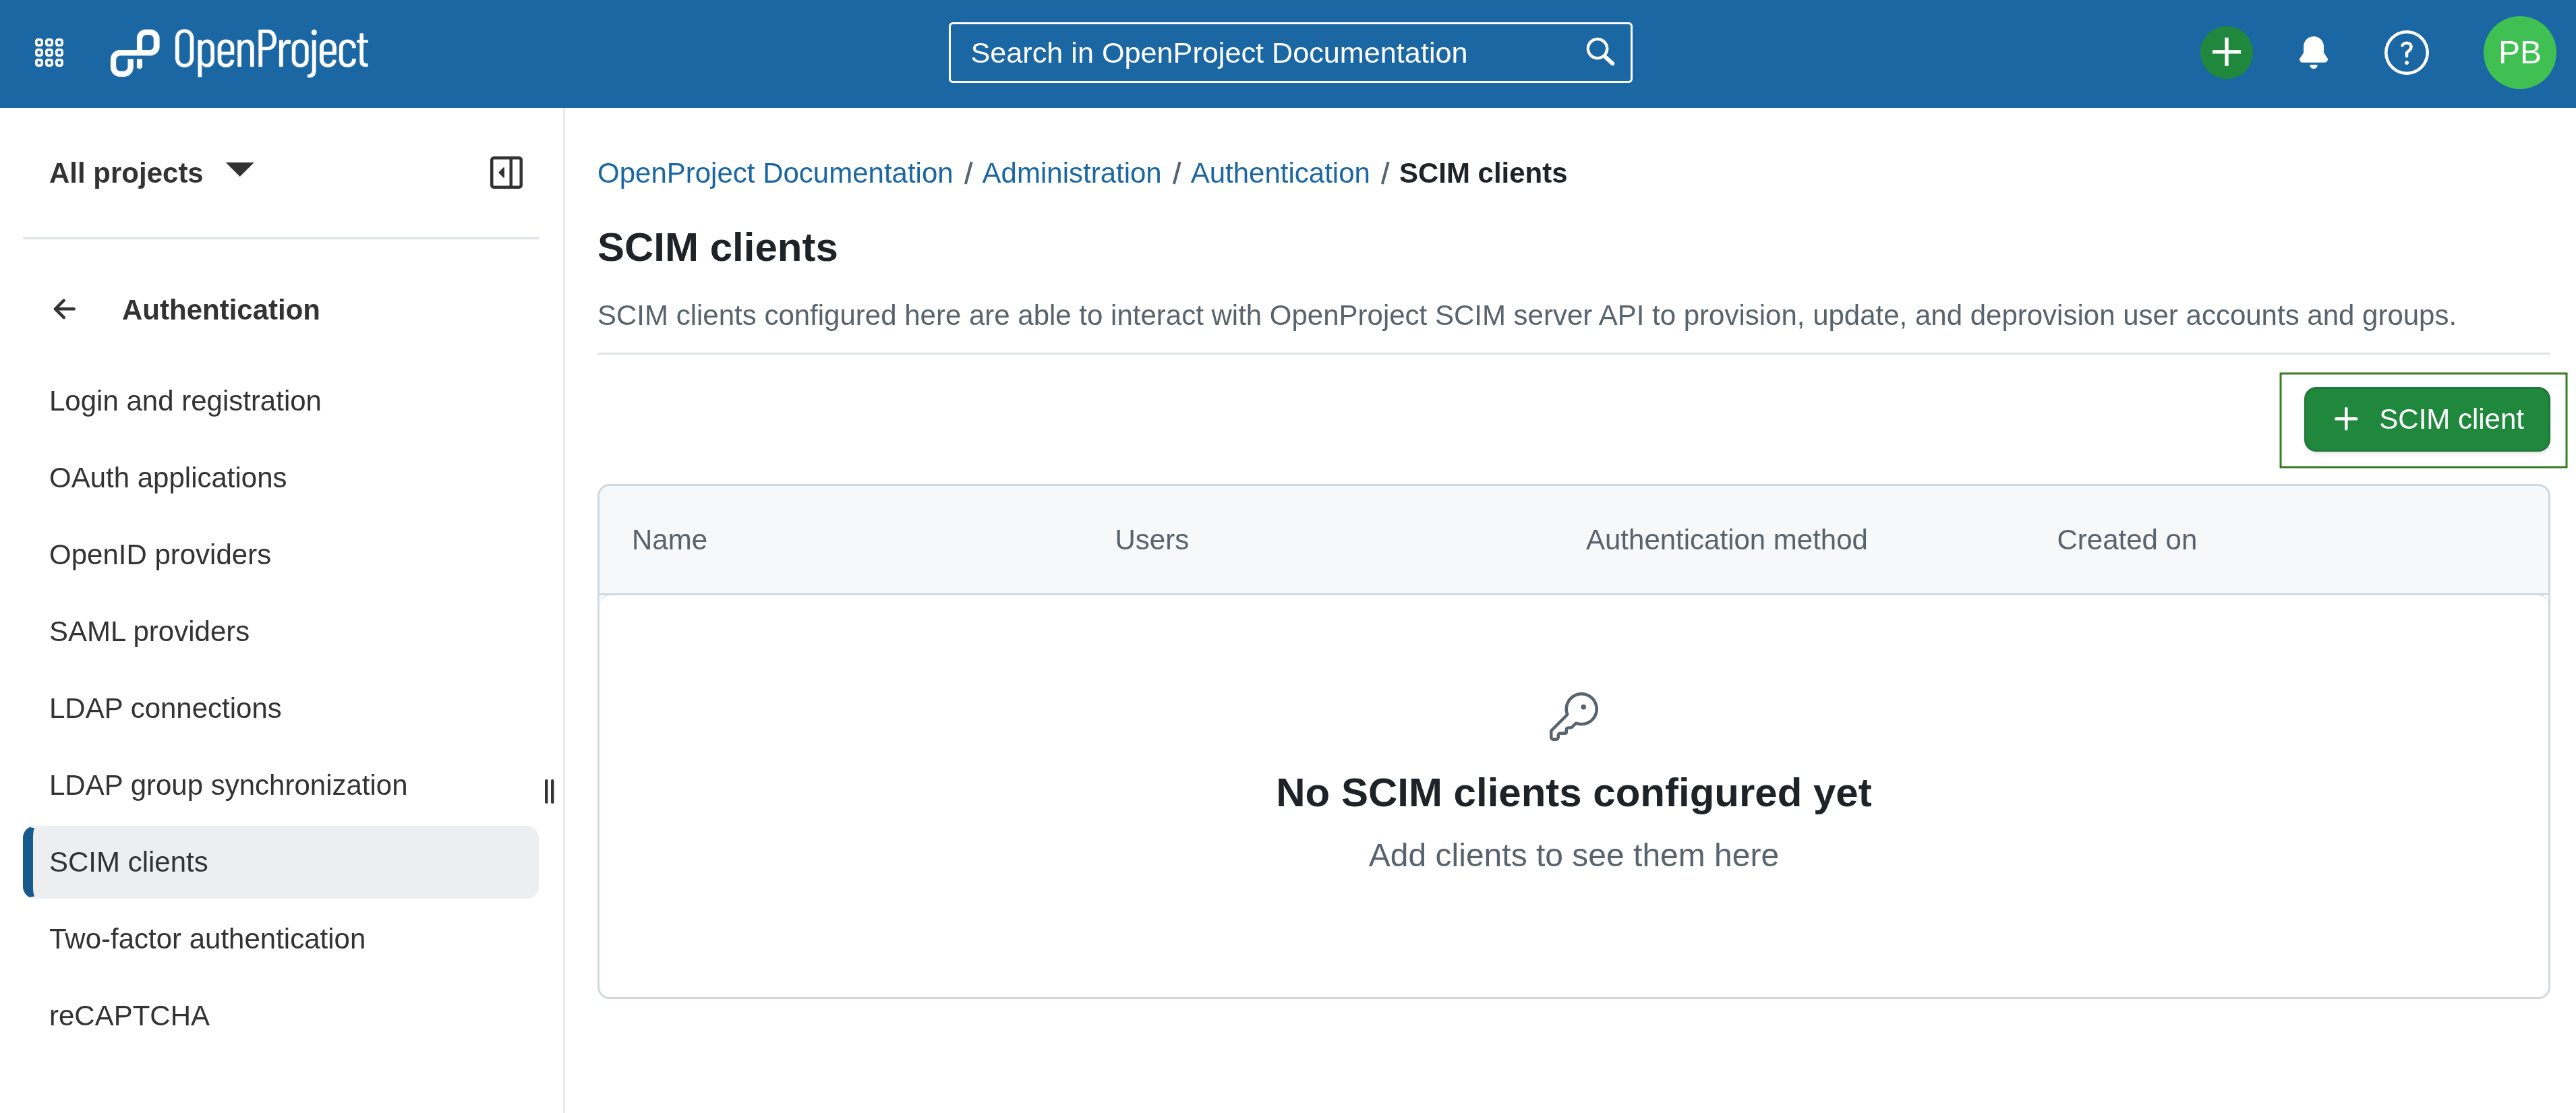 OpenProject
Search in OpenProject Documentation
PB
All projects
Authentication
Login and registration
OAuth applications
OpenID providers
SAML providers
LDAP connections
LDAP group synchronization
SCIM clients
Two-factor authentication
reCAPTCHA
OpenProject Documentation / Administration / Authentication / SCIM clients
SCIM clients
SCIM clients configured here are able to interact with OpenProject SCIM server API to provision, update, and deprovision user accounts and groups.
SCIM client
Name Users Authentication method Created on
No SCIM clients configured yet
Add clients to see them here